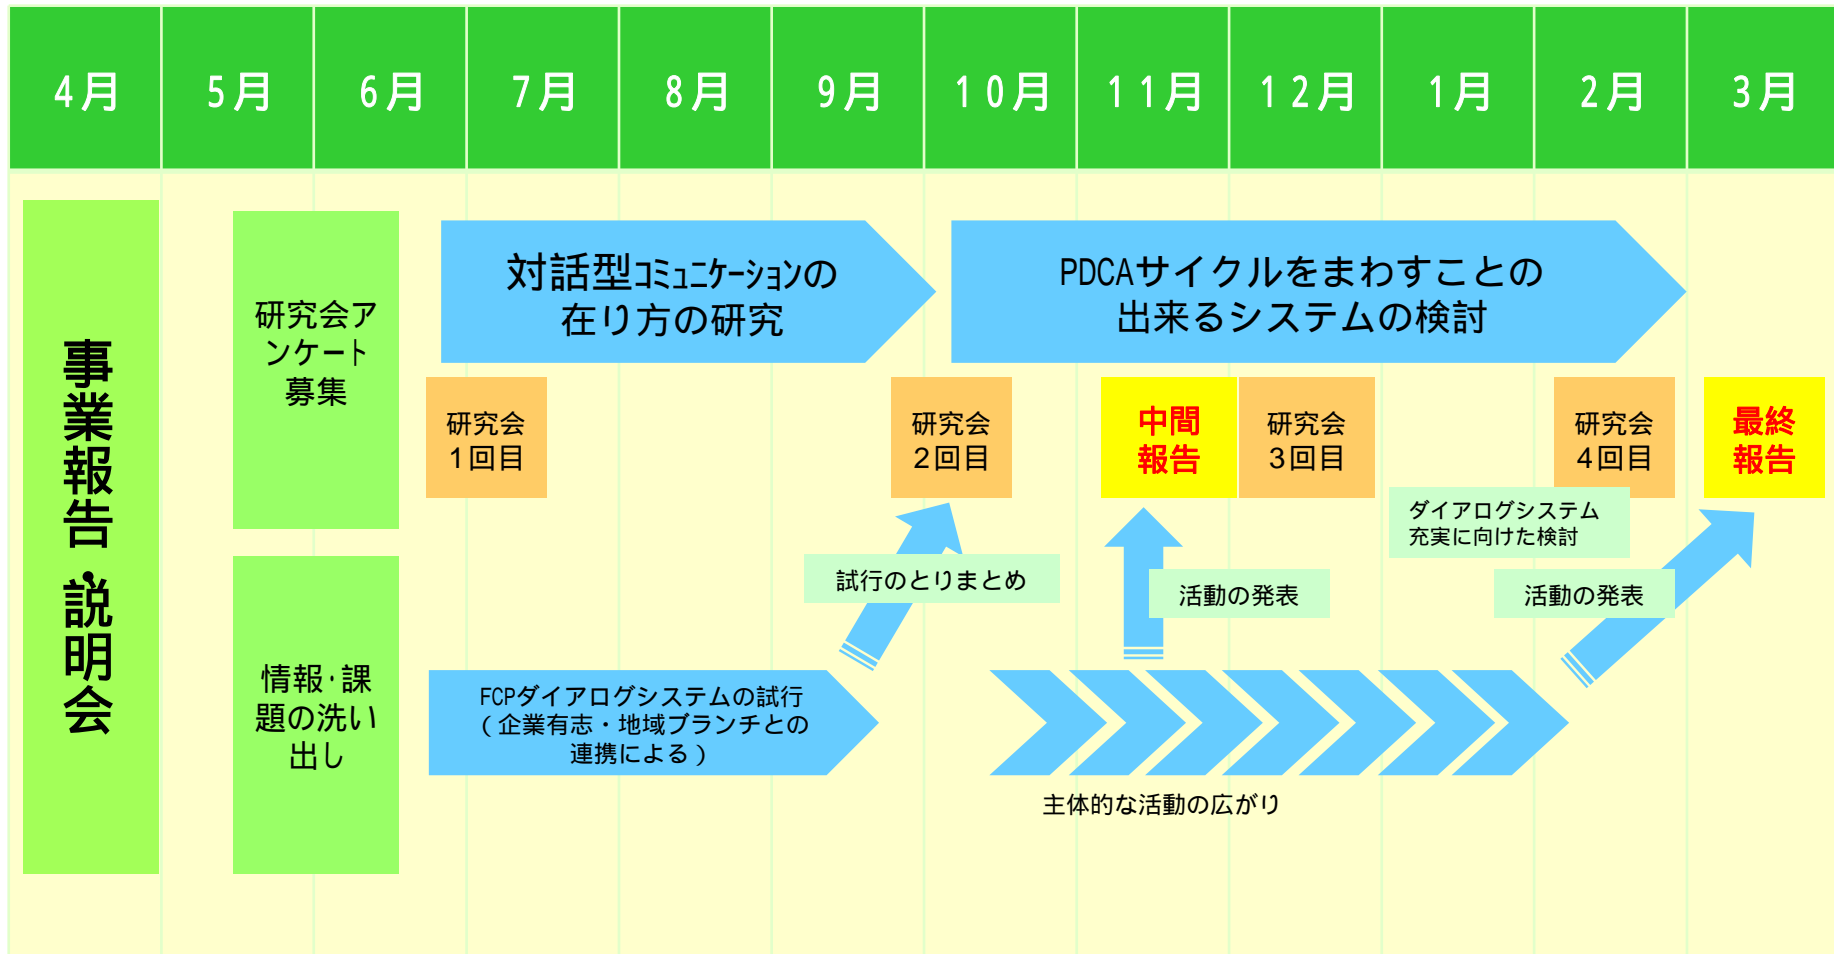 4月
5月
6月
7月
8月
9月
10月
11月
12月
1月
2月
3月
事業報告・説明会
研究会ア
ンケート
募集
情報・課
題の洗い
出し
対話型ｺﾐｭﾆｹｰｼｮﾝの
在り方の研究
PDCAサイクルをまわすことの
出来るシステムの検討
研究会
1回目
研究会
2回目
中間
報告
研究会
3回目
研究会
4回目
最終
報告
ダイアログシステム
充実に向けた検討
試行のとりまとめ
活動の発表
活動の発表
FCPダイアログシステムの試行
(企業有志・地域ブランチとの
連携による)
主体的な活動の広がり